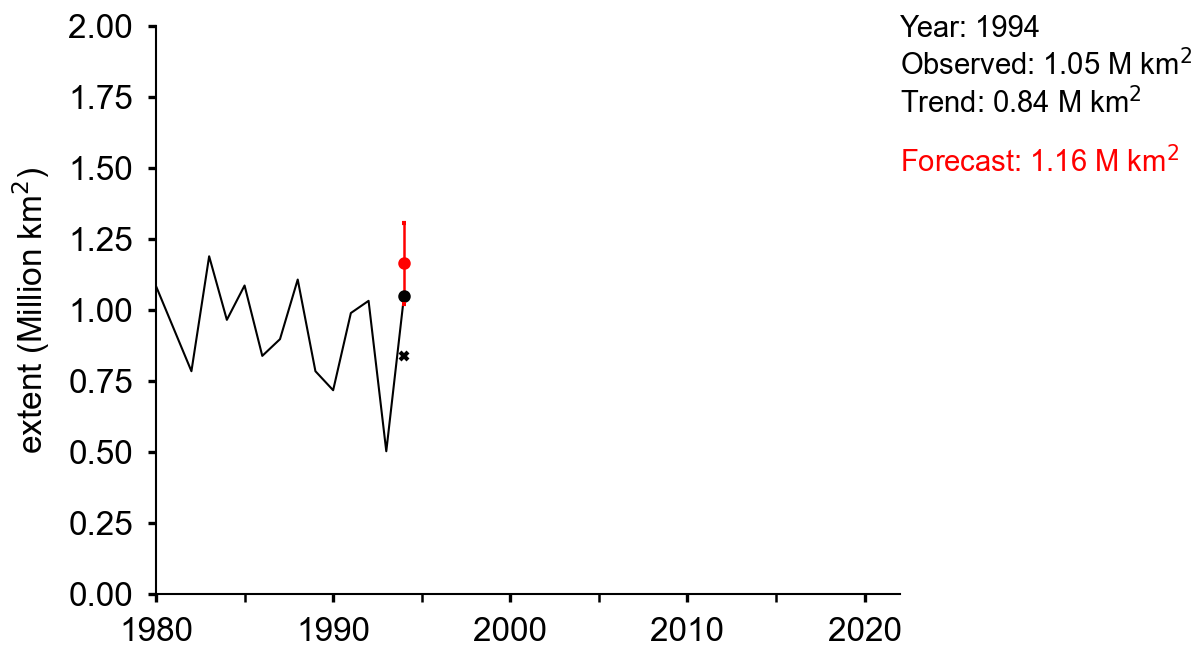 2.00
1.75
1.50
1.25
1.00
0.75
0.50
0.25
0.00
extent (Million km²)
1980 1990 2000 2010 2020
Year: 1994
Observed: 1.05 M km²
Trend: 0.84 M km²
Forecast: 1.16 M km²